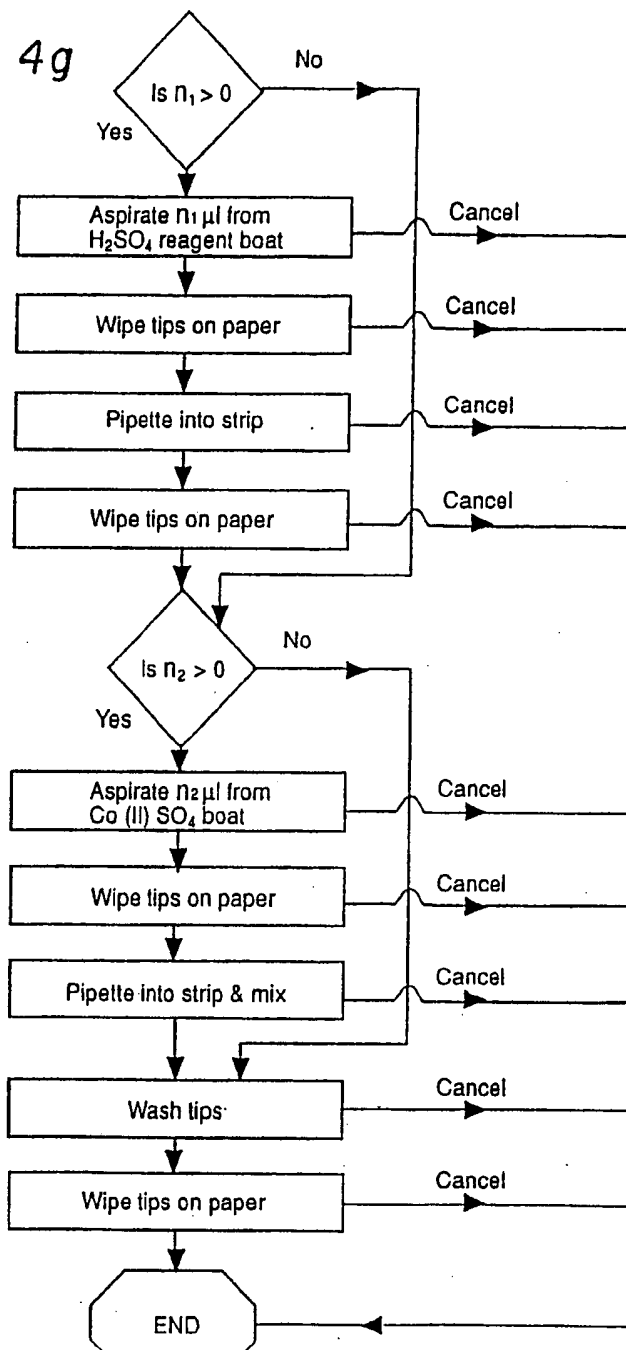 4g
No
Is n₁ > 0
Yes
Aspirate n₁ µl from
H₂SO₄ reagent boat
Cancel
Wipe tips on paper
Cancel
Pipette into strip
Cancel
Wipe tips on paper
Cancel
No
Is n₂ > 0
Yes
Aspirate n₂ µl from
Co (II) SO₄ boat
Cancel
Wipe tips on paper
Cancel
Pipette into strip & mix
Cancel
Wash tips
Cancel
Wipe tips on paper
Cancel
END